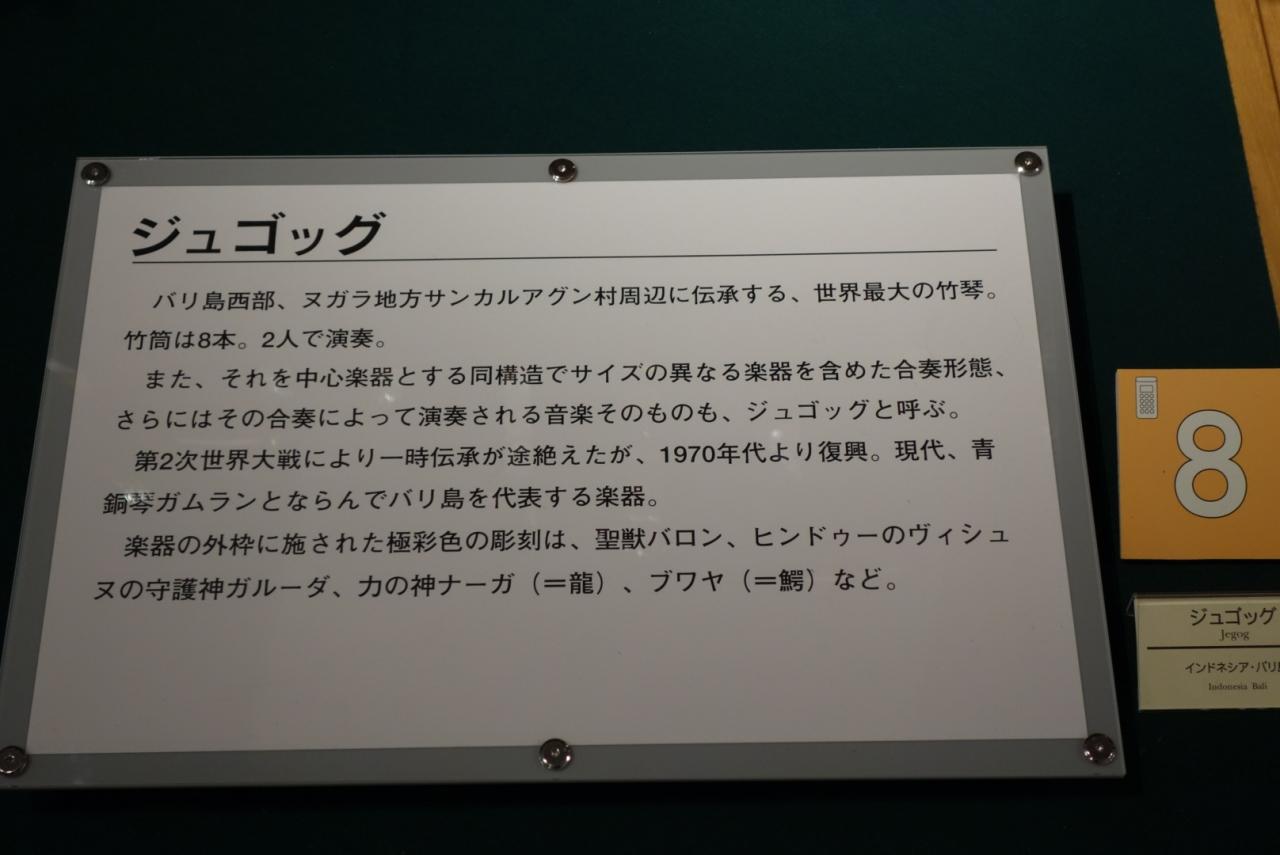 ジュゴッグ
バリ島西部、ヌガラ地方サンカルアグン村周辺に伝承する、世界最大の竹琴。
竹筒は8本。2人で演奏。
また、それを中心楽器とする同構造でサイズの異なる楽器を含めた合奏形態、
さらにはその合奏によって演奏される音楽そのものも、ジュゴッグと呼ぶ。
第2次世界大戦により一時伝承が途絶えたが、1970年代より復興。現代、青
銅琴ガムランとならんでバリ島を代表する楽器。
楽器の外枠に施された極彩色の彫刻は、聖獣バロン、ヒンドゥーのヴィシュ
ヌの守護神ガルーダ、力の神ナーガ（＝龍）、ブワヤ（＝鰐）など。
8
ジュゴッグ
Jegog
インドネシア・バリ島
Indonesia Bali